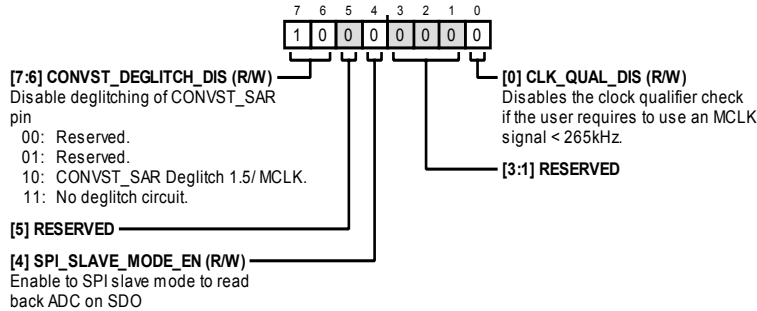 7 6 5 4 3 2 1 0
1 0 0 0 0 0 0 0
[7:6] CONVST_DEGLITCH_DIS (R/W)
Disable deglitching of CONVST_SAR
pin
00: Reserved.
01: Reserved.
10: CONVST_SAR Deglitch 1.5/ MCLK.
11: No deglitch circuit.
[5] RESERVED
[4] SPI_SLAVE_MODE_EN (R/W)
Enable to SPI slave mode to read
back ADC on SDO
[0] CLK_QUAL_DIS (R/W)
Disables the clock qualifier check
if the user requires to use an MCLK
signal < 265kHz.
[3:1] RESERVED